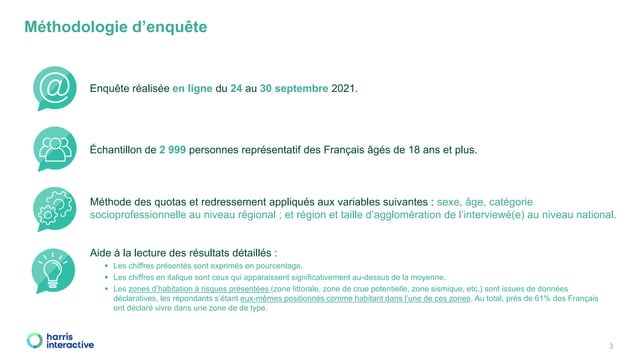 Méthodologie d’enquête
Enquête réalisée en ligne du 24 au 30 septembre 2021.
Échantillon de 2 999 personnes représentatif des Français âgés de 18 ans et plus.
Méthode des quotas et redressement appliqués aux variables suivantes : sexe, âge, catégorie
socioprofessionnelle au niveau régional ; et région et taille d’agglomération de l’interviewé(e) au niveau national.
Aide à la lecture des résultats détaillés :
▪ Les chiffres présentés sont exprimés en pourcentage.
▪ Les chiffres en italique sont ceux qui apparaissent significativement au-dessus de la moyenne.
▪ Les zones d’habitation à risques présentées (zone littorale, zone de crue potentielle, zone sismique, etc.) sont issues de données
déclaratives, les répondants s’étant eux-mêmes positionnés comme habitant dans l’une de ces zones. Au total, près de 61% des Français
ont déclaré vivre dans une zone de de type.
harris
interactive
3